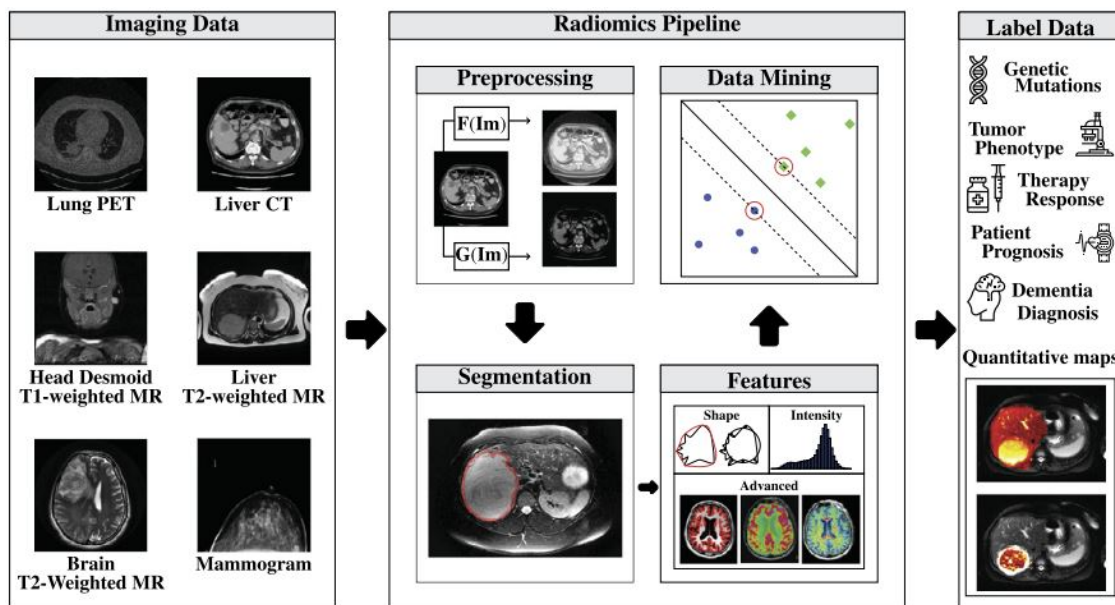 Imaging Data
Lung PET
Liver CT
Head Desmoid
T1-weighted MR
Liver
T2-weighted MR
Brain
T2-Weighted MR
Mammogram
Radiomics Pipeline
Preprocessing
F(Im)
G(Im)
Data Mining
Segmentation
Features
Shape
Intensity
Advanced
Label Data
Genetic
Mutations
Tumor
Phenotype
Therapy
Response
Patient
Prognosis
Dementia
Diagnosis
Quantitative maps